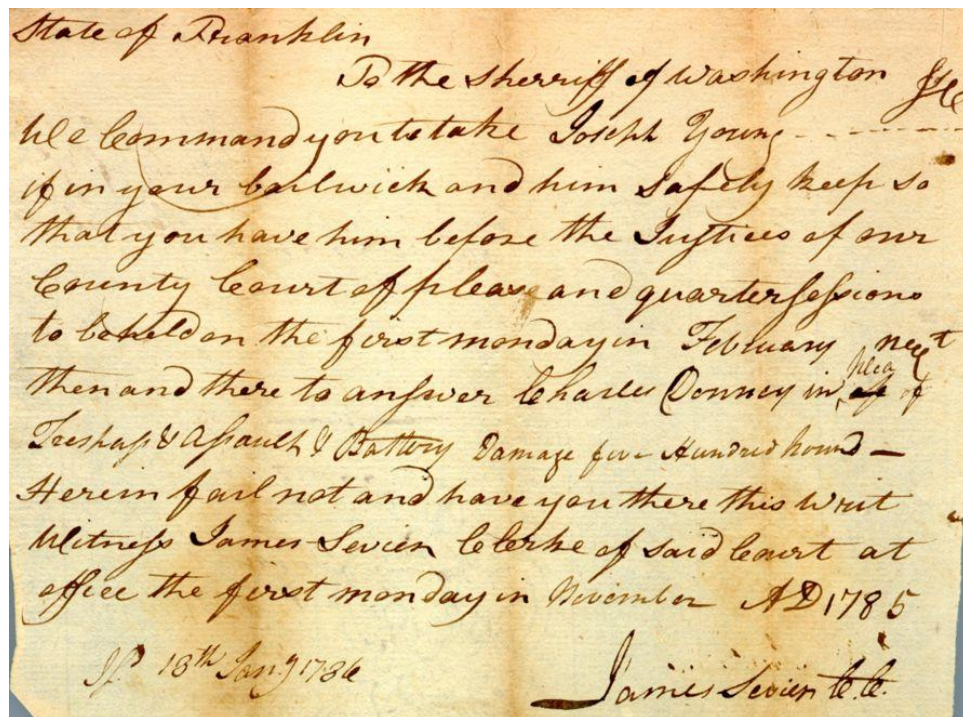 State of Franklin
To the Sherriff of Washington
We Command you to take Joseph Young
if in your bailwick and him safely keep so
that you have him before the Justices of our
County Court of pleas and quarter sessions
to be held on the first monday in February next
then and there to answer Charles in plea of
Trespass & Assault & Battery Damage five Hundred pound
Herein fail not and have you there this writ
Witness James Sevier Clerke of said Court at
office the first monday in November AD 1785
18th Jany 1786
James Sevier C.C.